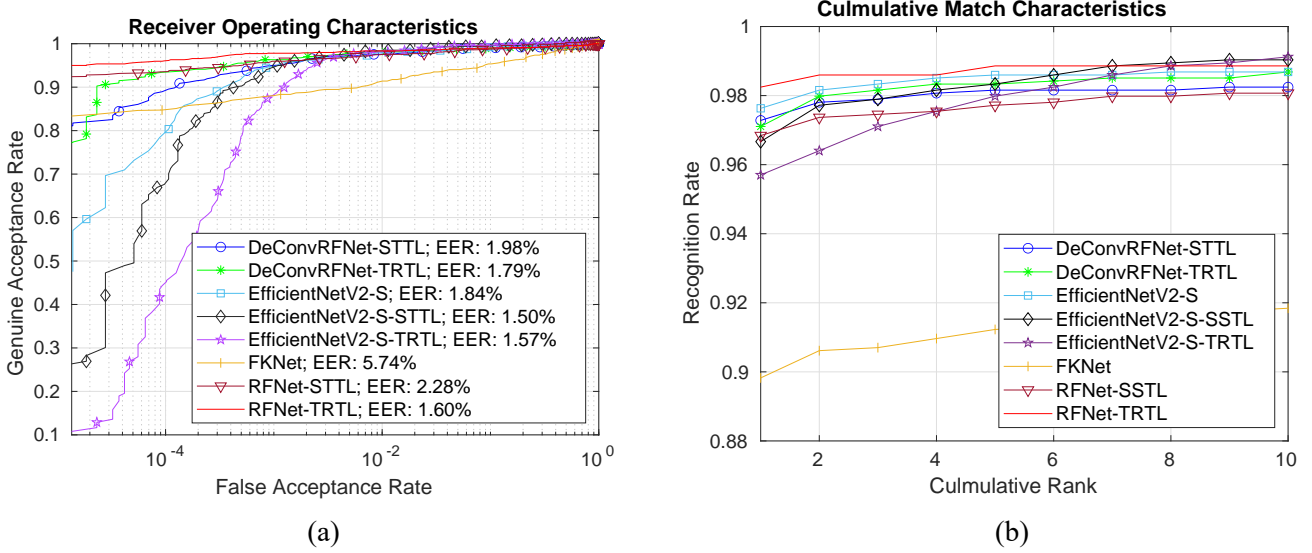 Receiver Operating Characteristics
Genuine Acceptance Rate
1
0.9
0.8
0.7
0.6
0.5
0.4
0.3
0.2
0.1
DeConvRFNet-STTL; EER: 1.98%
DeConvRFNet-TRTL; EER: 1.79%
EfficientNetV2-S; EER: 1.84%
EfficientNetV2-S-STTL; EER: 1.50%
EfficientNetV2-S-TRTL; EER: 1.57%
FKNet; EER: 5.74%
RFNet-STTL; EER: 2.28%
RFNet-TRTL; EER: 1.60%
10^-4
10^-2
10^0
False Acceptance Rate
(a)
Culmulative Match Characteristics
Recognition Rate
1
0.98
0.96
0.94
0.92
0.9
0.88
DeConvRFNet-STTL
DeConvRFNet-TRTL
EfficientNetV2-S
EfficientNetV2-S-SSTL
EfficientNetV2-S-TRTL
FKNet
RFNet-SSTL
RFNet-TRTL
2
4
6
8
10
Culmulative Rank
(b)